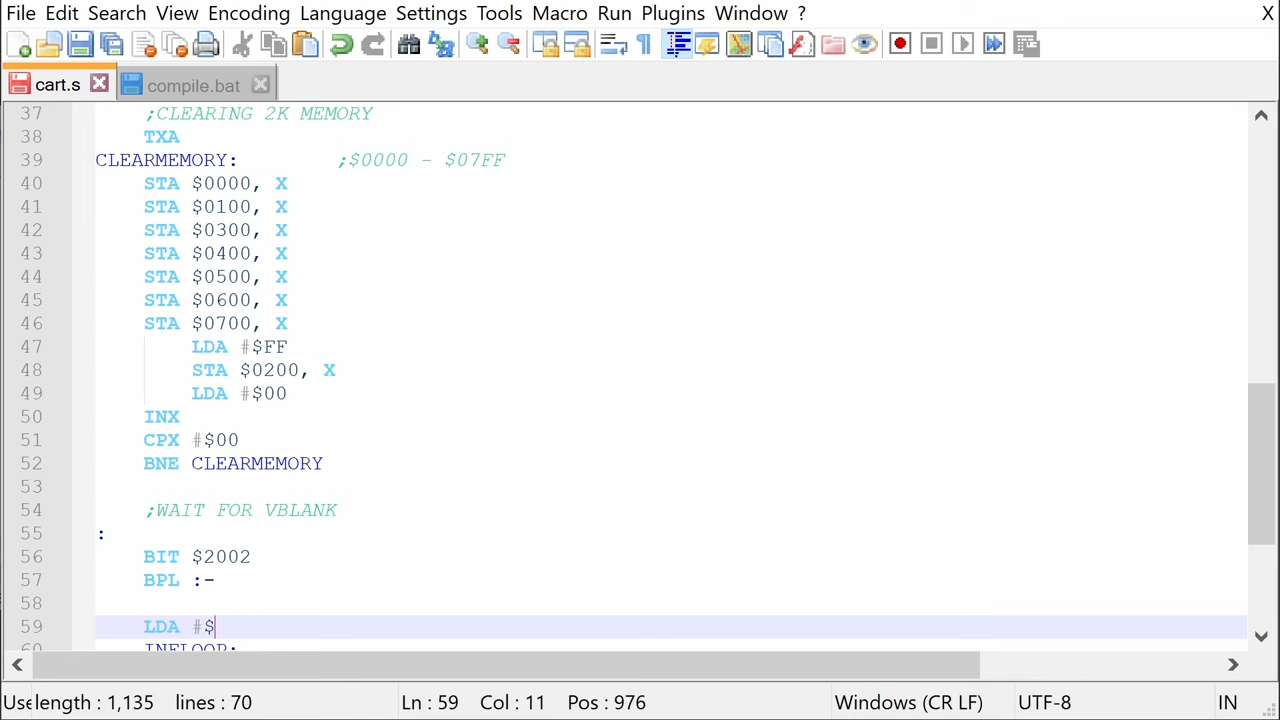 File Edit Search View Encoding Language Settings Tools Macro Run Plugins Window ? X
cart.s compile.bat
37 ;CLEARING 2K MEMORY
38 TXA
39 CLEARMEMORY: ;$0000 - $07FF
40 STA $0000, X
41 STA $0100, X
42 STA $0300, X
43 STA $0400, X
44 STA $0500, X
45 STA $0600, X
46 STA $0700, X
47 LDA #$FF
48 STA $0200, X
49 LDA #$00
50 INX
51 CPX #$00
52 BNE CLEARMEMORY
53
54 ;WAIT FOR VBLANK
55 :
56 BIT $2002
57 BPL :-
58
59 LDA #$
60 INFLOOP:
Use length : 1,135 lines : 70 Ln : 59 Col : 11 Pos : 976 Windows (CR LF) UTF-8 IN